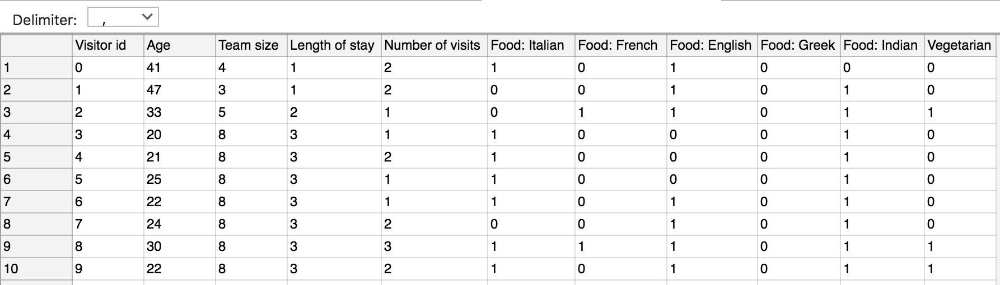 Delimiter: ,
Visitor id Age Team size Length of stay Number of visits Food: Italian Food: French Food: English Food: Greek Food: Indian Vegetarian
1 0 41 4 1 2 1 0 1 0 0 0
2 1 47 3 1 2 0 0 1 0 1 0
3 2 33 5 2 1 0 1 1 0 1 1
4 3 20 8 3 1 1 0 0 0 1 0
5 4 21 8 3 2 1 0 0 0 1 0
6 5 25 8 3 1 1 0 0 0 1 0
7 6 22 8 3 1 1 0 1 0 1 0
8 7 24 8 3 2 0 0 1 0 1 0
9 8 30 8 3 3 1 1 1 0 1 1
10 9 22 8 3 2 1 0 1 0 1 1